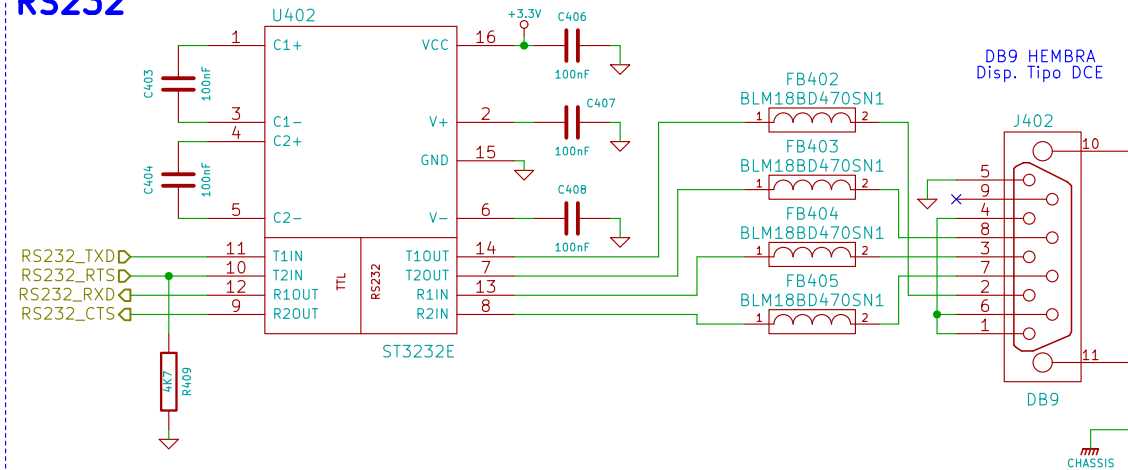 RS232
U402
+3.3V
C406
100nF
C403
100nF
C404
100nF
C407
100nF
C408
100nF
1 C1+
3 C1-
4 C2+
5 C2-
VCC 16
V+ 2
GND 15
V- 6
RS232_TXD 11 T1IN
RS232_RTS 10 T2IN
RS232_RXD 12 R1OUT
RS232_CTS 9 R2OUT
TTL
RS232
T1OUT 14
T2OUT 7
R1IN 13
R2IN 8
ST3232E
4K7
R409
FB402
BLM18BD470SN1
1 2
FB403
BLM18BD470SN1
1 2
FB404
BLM18BD470SN1
1 2
FB405
BLM18BD470SN1
1 2
DB9 HEMBRA
Disp. Tipo DCE
J402
10
5
9
4
8
3
7
2
6
1
11
DB9
CHASSIS